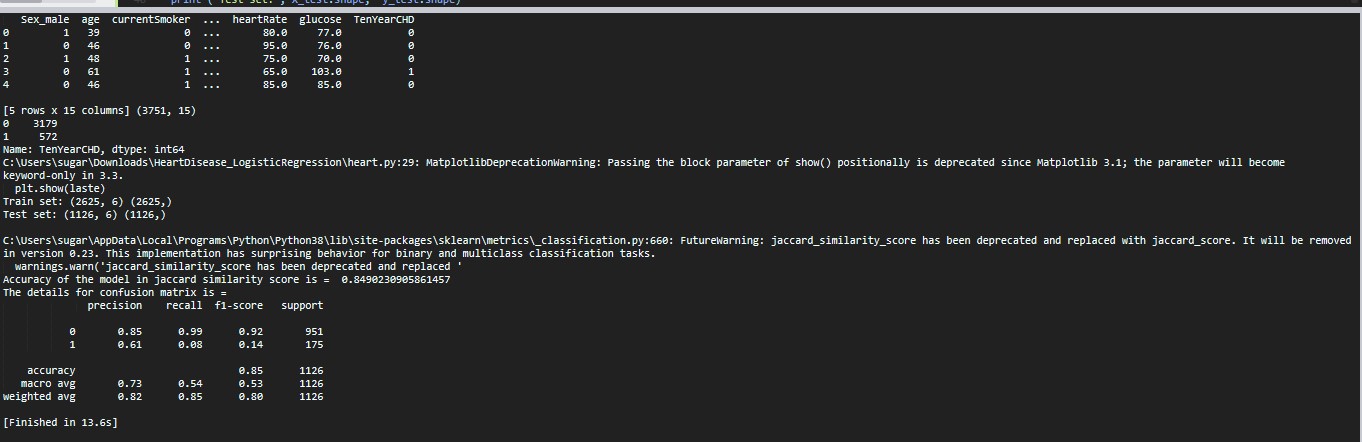 print ('Test set:', X_test.shape, y_test.shape)
Sex_male age currentSmoker ... heartRate glucose TenYearCHD
0 1 39 0 ... 80.0 77.0 0
1 0 46 0 ... 95.0 76.0 0
2 1 48 1 ... 75.0 70.0 0
3 0 61 1 ... 65.0 103.0 1
4 0 46 1 ... 85.0 85.0 0
[5 rows x 15 columns] (3751, 15)
0 3179
1 572
Name: TenYearCHD, dtype: int64
C:\Users\sugar\Downloads\HeartDisease_LogisticRegression\heart.py:29: MatplotlibDeprecationWarning: Passing the block parameter of show() positionally is deprecated since Matplotlib 3.1; the parameter will become
keyword-only in 3.3.
plt.show(laste)
Train set: (2625, 6) (2625,)
Test set: (1126, 6) (1126,)
C:\Users\sugar\AppData\Local\Programs\Python\Python38\lib\site-packages\sklearn\metrics\_classification.py:660: FutureWarning: jaccard_similarity_score has been deprecated and replaced with jaccard_score. It will be removed
in version 0.23. This implementation has surprising behavior for binary and multiclass classification tasks.
warnings.warn('jaccard_similarity_score has been deprecated and replaced '
Accuracy of the model in jaccard similarity score is = 0.8490230905861457
The details for confusion matrix is =
precision recall f1-score support
0 0.85 0.99 0.92 951
1 0.61 0.08 0.14 175
accuracy 0.85 1126
macro avg 0.73 0.54 0.53 1126
weighted avg 0.82 0.85 0.80 1126
[Finished in 13.6s]